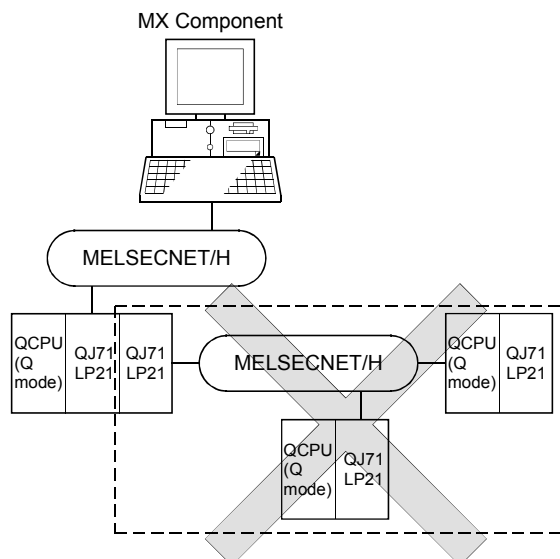 MX Component
MELSECNET/H
QCPU
(Q
mode)
QJ71
LP21
QJ71
LP21
MELSECNET/H
QCPU
(Q
mode)
QJ71
LP21
QCPU
(Q
mode)
QJ71
LP21